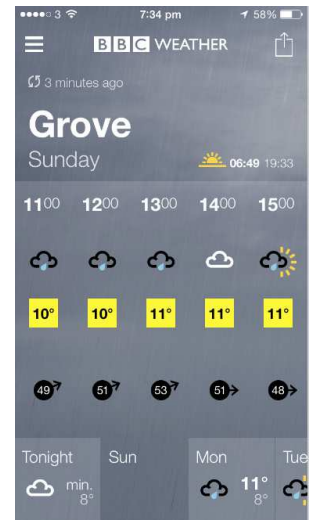 3 7:34 pm 58%
BBC WEATHER
3 minutes ago
Grove
Sunday
06:49 19:33
1100 1200 1300 1400 1500
10° 10° 11° 11° 11°
49 51 53 51 48
Tonight Sun Mon Tue
min. 8° 11° 8°